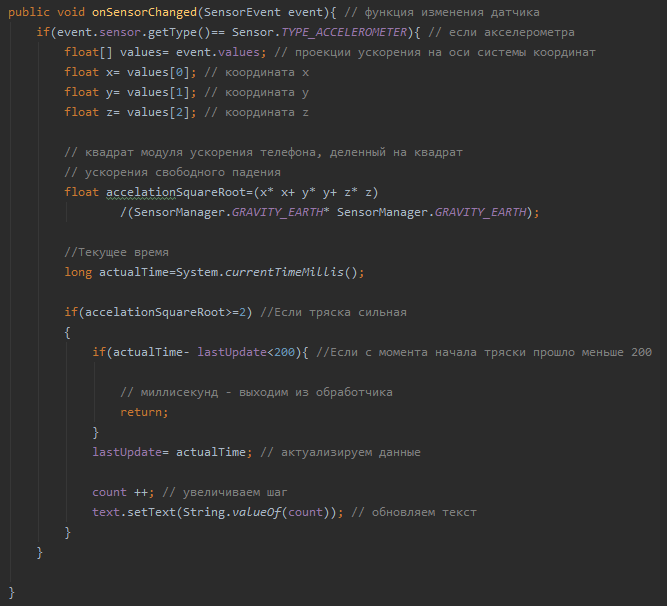 public void onSensorChanged(SensorEvent event){ // функция изменения датчика
if(event.sensor.getType()== Sensor.TYPE_ACCELEROMETER){ // если акселерометра
float[] values= event.values; // проекции ускорения на оси системы координат
float x= values[0]; // координата x
float y= values[1]; // координата y
float z= values[2]; // координата z
// квадрат модуля ускорения телефона, деленный на квадрат
// ускорения свободного падения
float accelationSquareRoot=(x* x+ y* y+ z* z)
/(SensorManager.GRAVITY_EARTH* SensorManager.GRAVITY_EARTH);
//Текущее время
long actualTime=System.currentTimeMillis();
if(accelationSquareRoot>=2) //Если тряска сильная
{
if(actualTime- lastUpdate<200){ //Если с момента начала тряски прошло меньше 200
// миллисекунд - выходим из обработчика
return;
}
lastUpdate= actualTime; // актуализируем данные
count ++; // увеличиваем шаг
text.setText(String.valueOf(count)); // обновляем текст
}
}
}